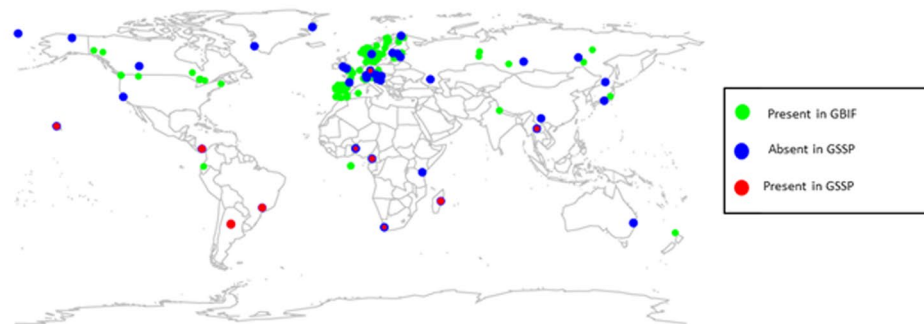 Present in GBIF
Absent in GSSP
Present in GSSP